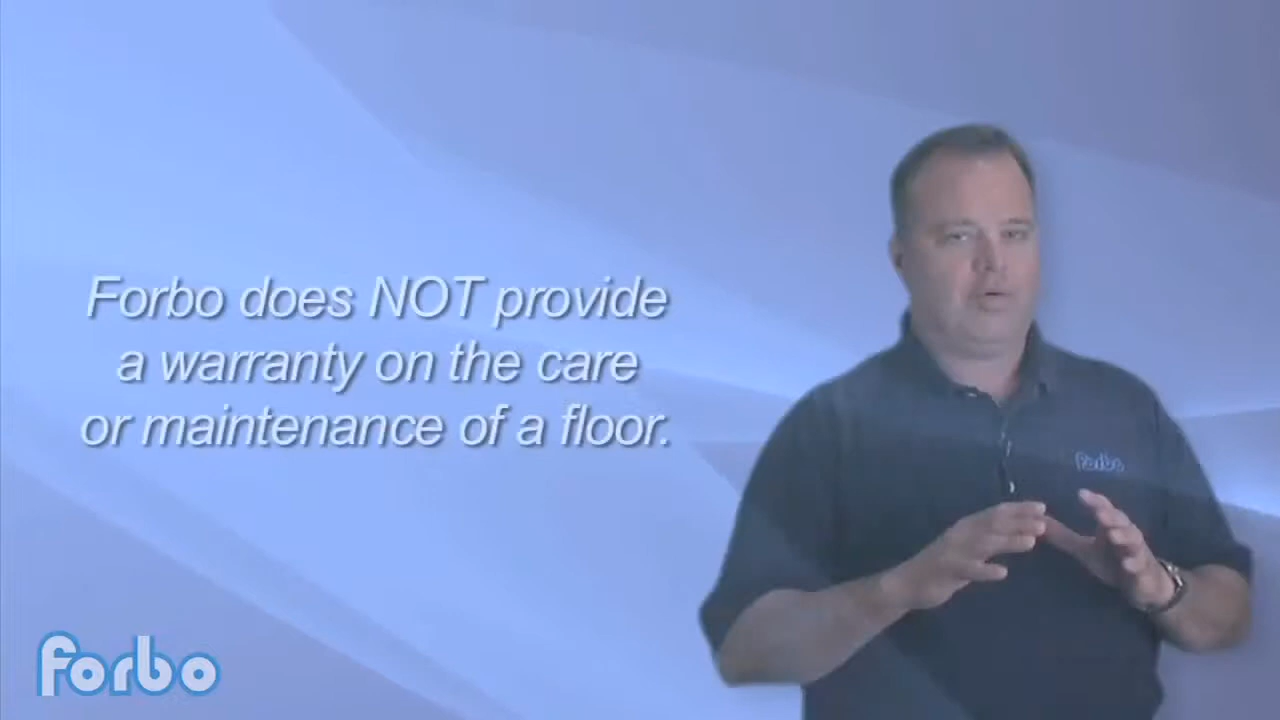 Forbo does NOT provide
a warranty on the care
or maintenance of a floor.
forbo
forbo